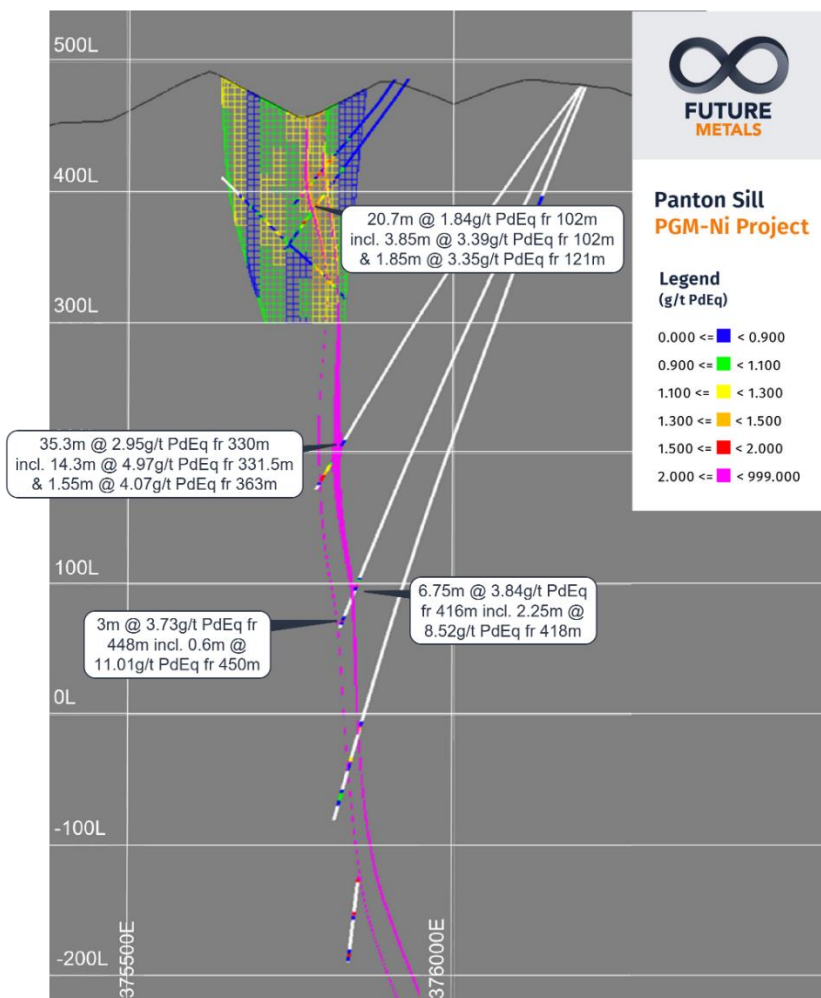 500L
400L
300L
100L
0L
-100L
-200L
375500E
376000E
20.7m @ 1.84g/t PdEq fr 102m
incl. 3.85m @ 3.39g/t PdEq fr 102m
& 1.85m @ 3.35g/t PdEq fr 121m
35.3m @ 2.95g/t PdEq fr 330m
incl. 14.3m @ 4.97g/t PdEq fr 331.5m
& 1.55m @ 4.07g/t PdEq fr 363m
6.75m @ 3.84g/t PdEq
fr 416m incl. 2.25m @
8.52g/t PdEq fr 418m
3m @ 3.73g/t PdEq fr
448m incl. 0.6m @
11.01g/t PdEq fr 450m
FUTURE
METALS
Panton Sill
PGM-Ni Project
Legend
(g/t PdEq)
0.000 <= < 0.900
0.900 <= < 1.100
1.100 <= < 1.300
1.300 <= < 1.500
1.500 <= < 2.000
2.000 <= < 999.000